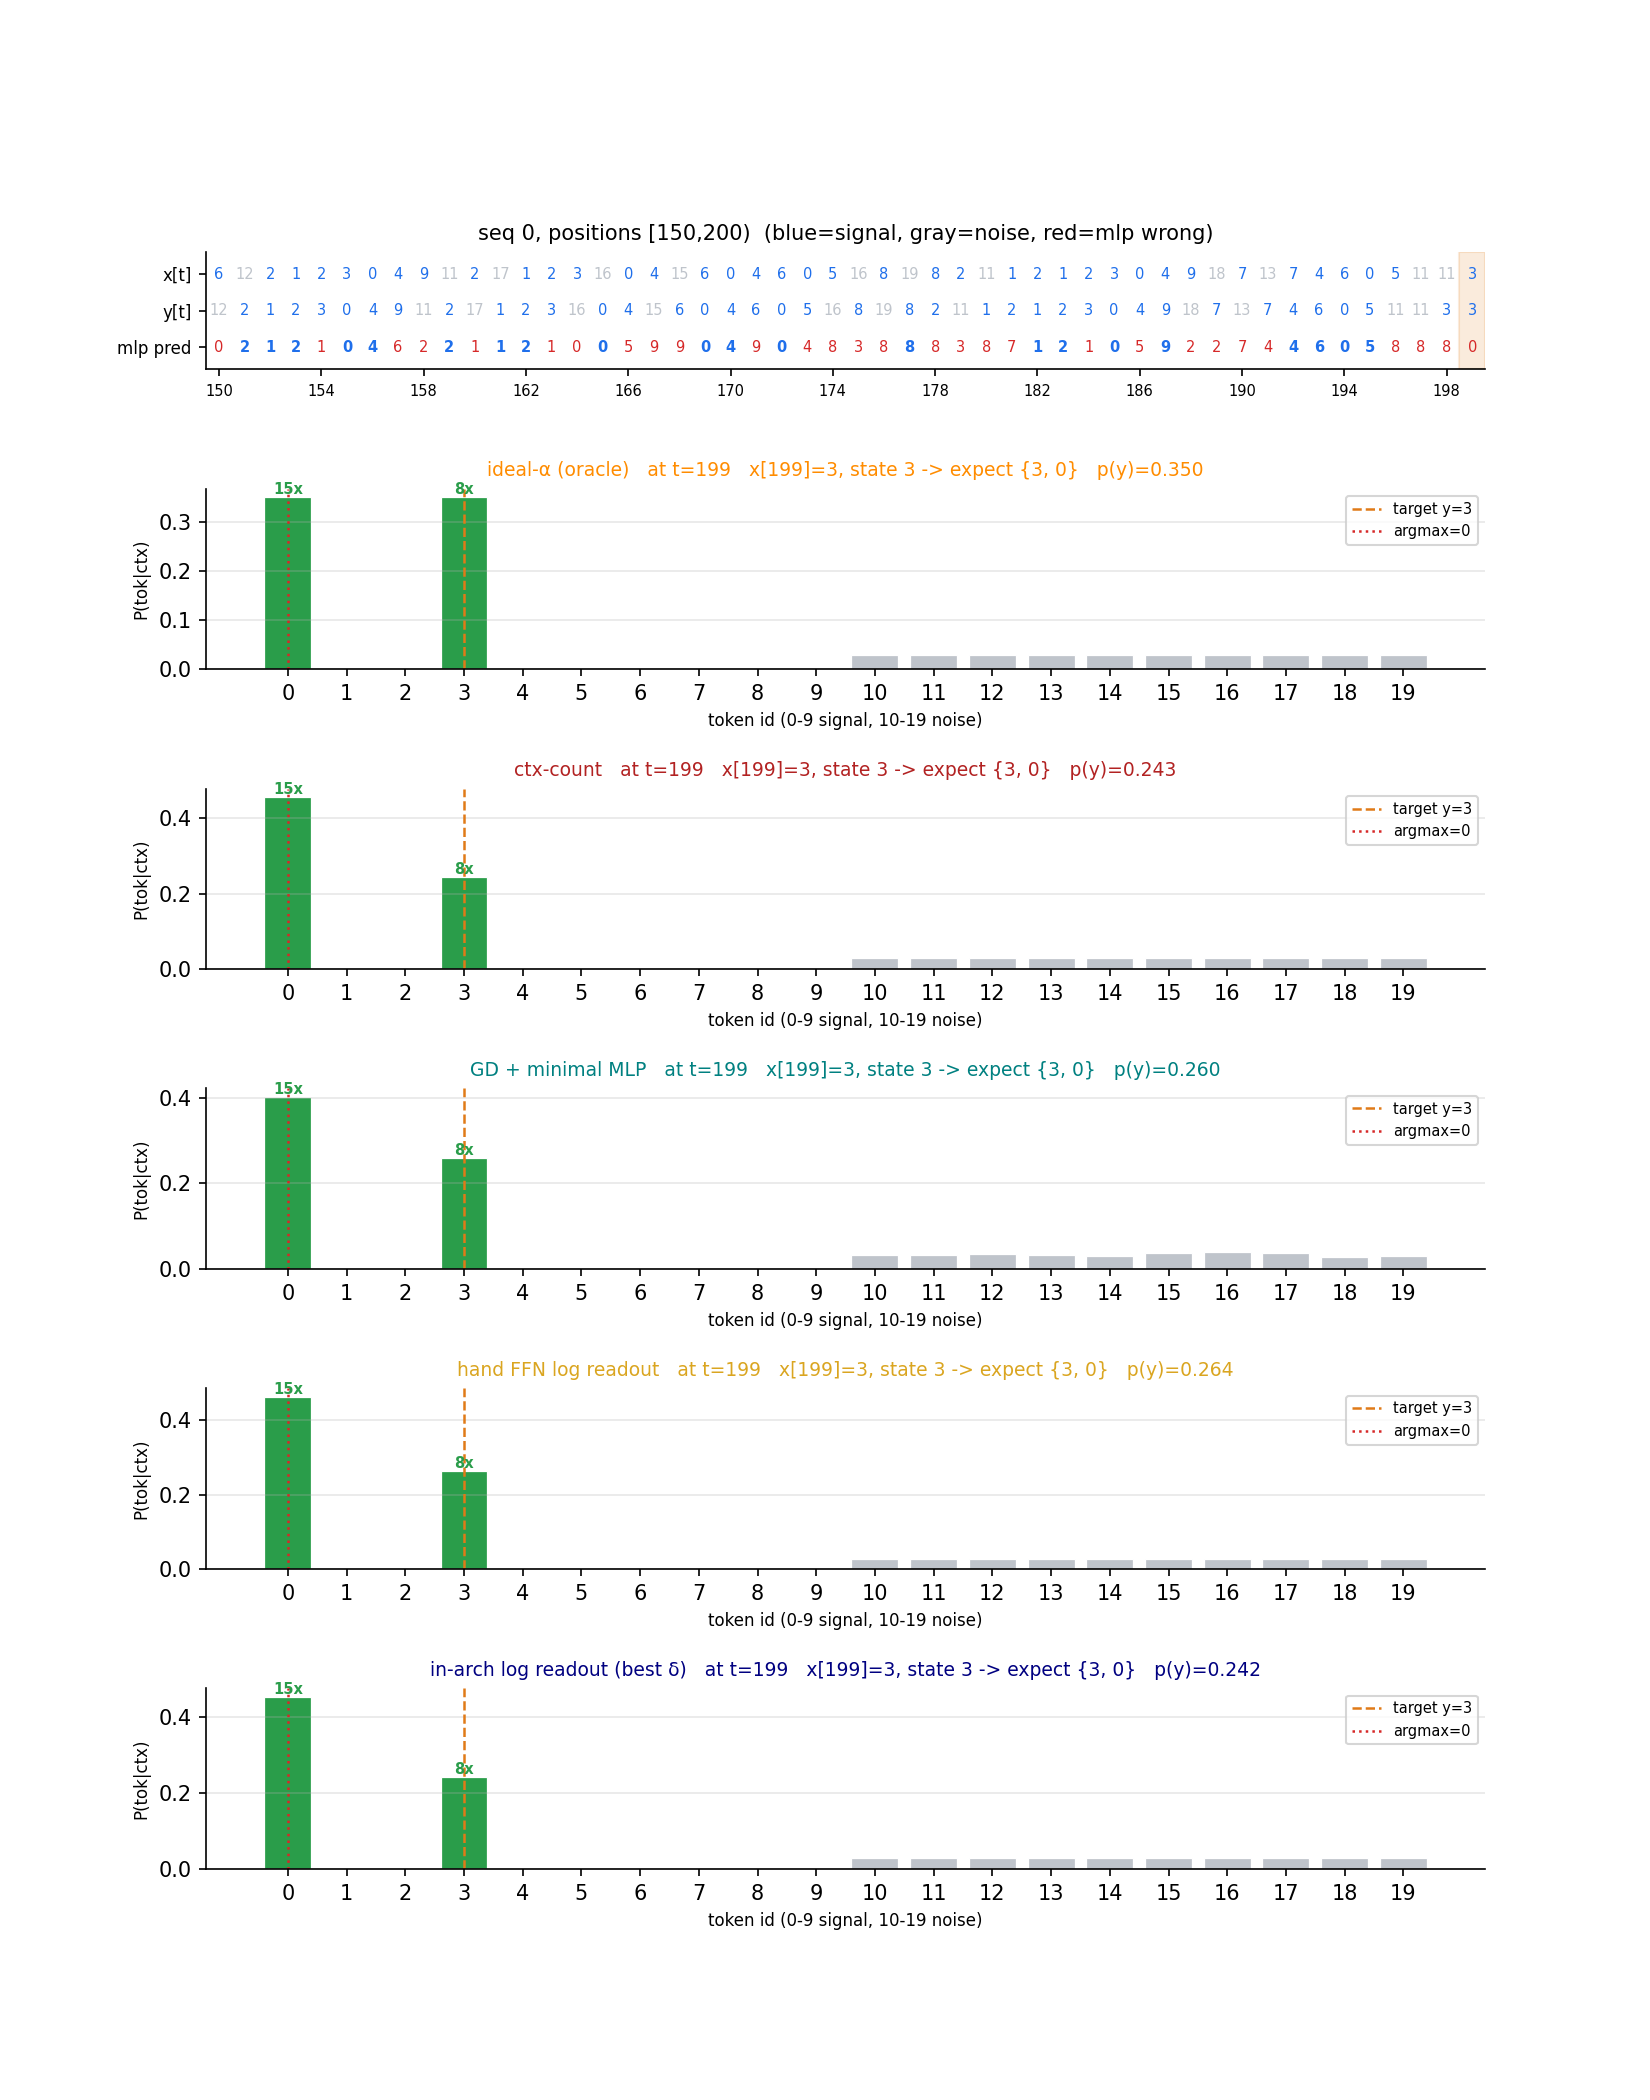 seq 0, positions [150,200)  (blue=signal, gray=noise, red=mlp wrong)
x[t] 6 12 2 1 2 3 0 4 9 11 2 17 1 2 3 16 0 4 15 6 0 4 6 0 5 16 8 19 8 2 11 1 2 1 2 3 0 4 9 18 7 13 7 4 6 0 5 11 11 3
y[t] 12 2 1 2 3 0 4 9 11 2 17 1 2 3 16 0 4 15 6 0 4 6 0 5 16 8 19 8 2 11 1 2 1 2 3 0 4 9 18 7 13 7 4 6 0 5 11 11 3 3
mlp pred 0 2 1 2 1 0 4 6 2 2 1 1 2 1 0 0 5 9 9 0 4 9 0 4 8 3 8 8 8 3 8 7 1 2 1 0 5 9 2 2 7 4 4 6 0 5 8 8 8 0
150 154 158 162 166 170 174 178 182 186 190 194 198
ideal-α (oracle)   at t=199   x[199]=3, state 3 -> expect {3, 0}   p(y)=0.350
15x 8x
target y=3
argmax=0
0.3
0.2
0.1
0.0
P(tok|ctx)
0 1 2 3 4 5 6 7 8 9 10 11 12 13 14 15 16 17 18 19
token id (0-9 signal, 10-19 noise)
ctx-count   at t=199   x[199]=3, state 3 -> expect {3, 0}   p(y)=0.243
15x
8x
target y=3
argmax=0
0.4
0.2
0.0
P(tok|ctx)
0 1 2 3 4 5 6 7 8 9 10 11 12 13 14 15 16 17 18 19
token id (0-9 signal, 10-19 noise)
GD + minimal MLP   at t=199   x[199]=3, state 3 -> expect {3, 0}   p(y)=0.260
15x
8x
target y=3
argmax=0
0.4
0.2
0.0
P(tok|ctx)
0 1 2 3 4 5 6 7 8 9 10 11 12 13 14 15 16 17 18 19
token id (0-9 signal, 10-19 noise)
hand FFN log readout   at t=199   x[199]=3, state 3 -> expect {3, 0}   p(y)=0.264
15x
8x
target y=3
argmax=0
0.4
0.2
0.0
P(tok|ctx)
0 1 2 3 4 5 6 7 8 9 10 11 12 13 14 15 16 17 18 19
token id (0-9 signal, 10-19 noise)
in-arch log readout (best δ)   at t=199   x[199]=3, state 3 -> expect {3, 0}   p(y)=0.242
15x
8x
target y=3
argmax=0
0.4
0.2
0.0
P(tok|ctx)
0 1 2 3 4 5 6 7 8 9 10 11 12 13 14 15 16 17 18 19
token id (0-9 signal, 10-19 noise)